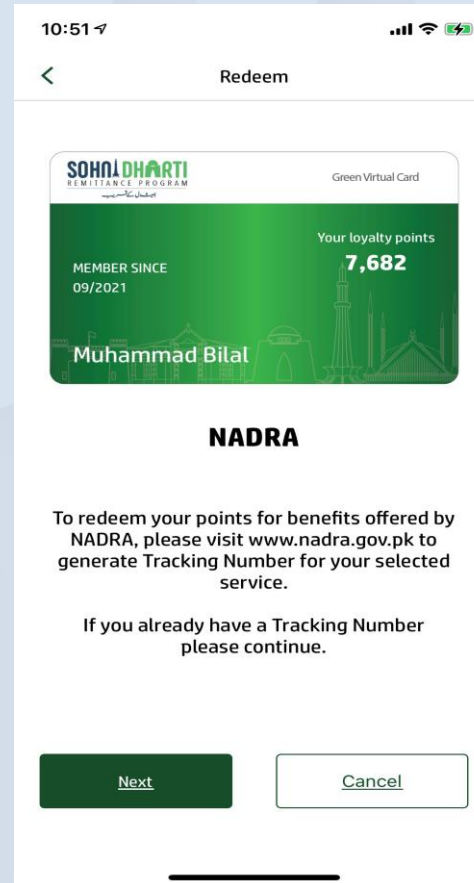 10:51
Redeem
SOHNI DHARTI
REMITTANCE PROGRAM
Green Virtual Card
Your loyalty points
7,682
MEMBER SINCE
09/2021
Muhammad Bilal
NADRA
To redeem your points for benefits offered by
NADRA, please visit www.nadra.gov.pk to
generate Tracking Number for your selected
service.
If you already have a Tracking Number
please continue.
Next
Cancel